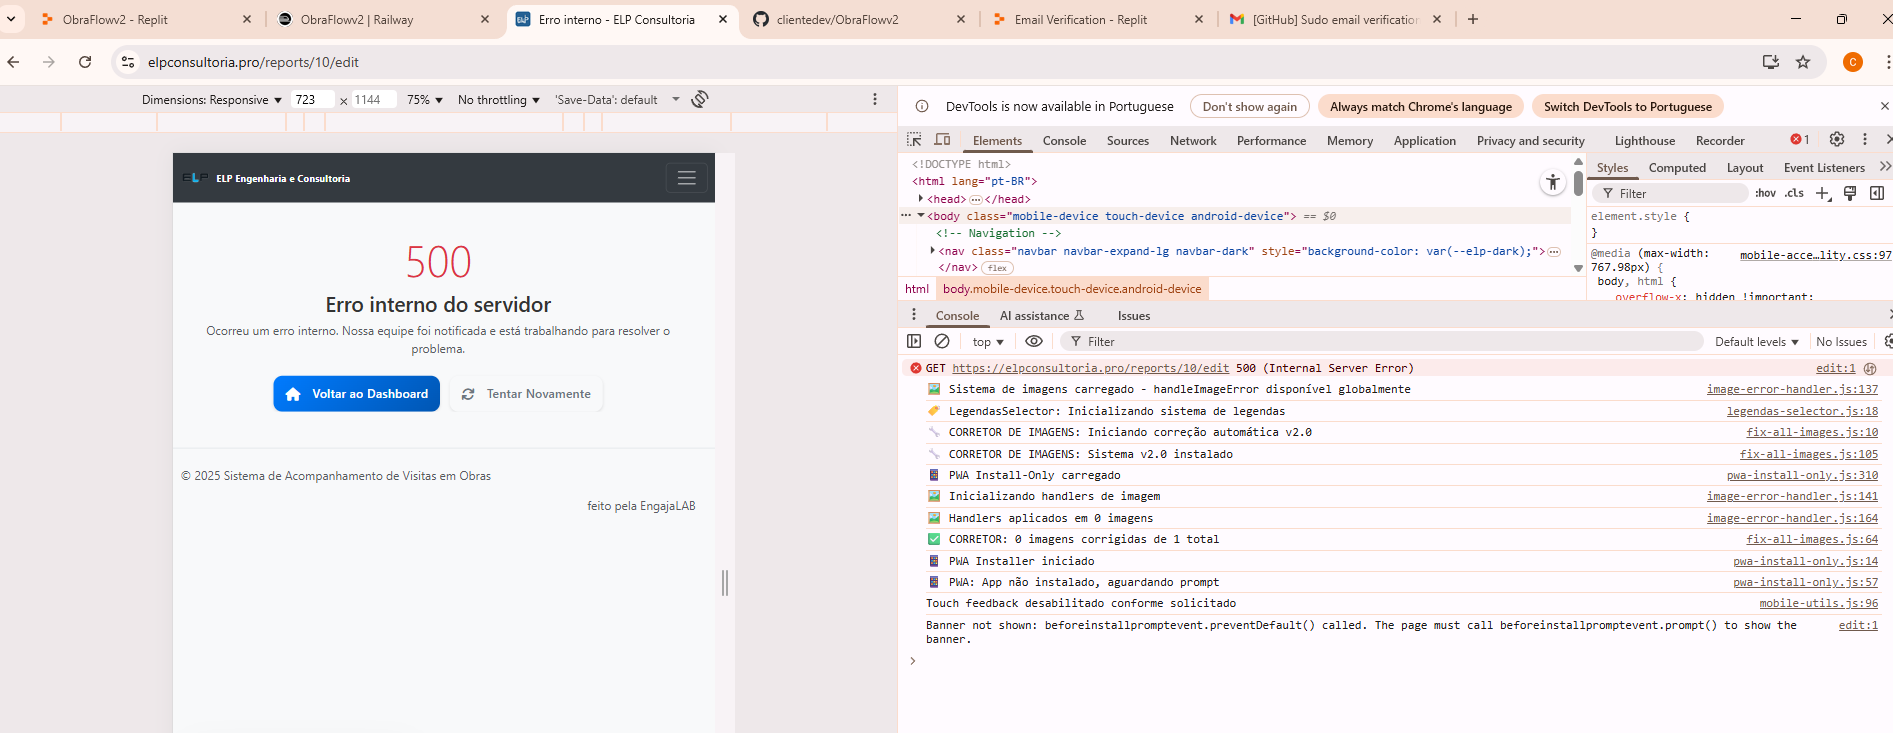 ObraFlowv2 - Replit
ObraFlowv2 | Railway
Erro interno - ELP Consultoria
clientedev/ObraFlowv2
Email Verification - Replit
[GitHub] Sudo email verification
elpconsultoria.pro/reports/10/edit
C
Dimensions: Responsive
723
×
1144
75%
No throttling
'Save-Data': default
DevTools is now available in Portuguese
Don't show again
Always match Chrome's language
Switch DevTools to Portuguese
Elements
Console
Sources
Network
Performance
Memory
Application
Privacy and security
Lighthouse
Recorder
1
ELP
ELP Engenharia e Consultoria
500
Erro interno do servidor
Ocorreu um erro interno. Nossa equipe foi notificada e está trabalhando para resolver o
problema.
Voltar ao Dashboard
Tentar Novamente
© 2025 Sistema de Acompanhamento de Visitas em Obras
feito pela EngajaLAB
<!DOCTYPE html>
<html lang="pt-BR">
<head>…</head>
<body class="mobile-device touch-device android-device"> == $0
<!-- Navigation -->
<nav class="navbar navbar-expand-lg navbar-dark" style="background-color: var(--elp-dark);">…
</nav> flex
html
body.mobile-device.touch-device.android-device
Styles
Computed
Layout
Event Listeners
Filter
:hov
.cls
element.style {
}
@media (max-width:
767.98px) {
mobile-acce…lity.css:97
body, html {
overflow-x: hidden !important;
Console
AI assistance
Issues
top
Filter
Default levels
No Issues
GET https://elpconsultoria.pro/reports/10/edit 500 (Internal Server Error)
edit:1
Sistema de imagens carregado - handleImageError disponível globalmente
image-error-handler.js:137
LegendasSelector: Inicializando sistema de legendas
legendas-selector.js:18
CORRETOR DE IMAGENS: Iniciando correção automática v2.0
fix-all-images.js:10
CORRETOR DE IMAGENS: Sistema v2.0 instalado
fix-all-images.js:105
PWA Install-Only carregado
pwa-install-only.js:310
Inicializando handlers de imagem
image-error-handler.js:141
Handlers aplicados em 0 imagens
image-error-handler.js:164
CORRETOR: 0 imagens corrigidas de 1 total
fix-all-images.js:64
PWA Installer iniciado
pwa-install-only.js:14
PWA: App não instalado, aguardando prompt
pwa-install-only.js:57
Touch feedback desabilitado conforme solicitado
mobile-utils.js:96
Banner not shown: beforeinstallpromptevent.preventDefault() called. The page must call beforeinstallpromptevent.prompt() to show the
banner.
edit:1